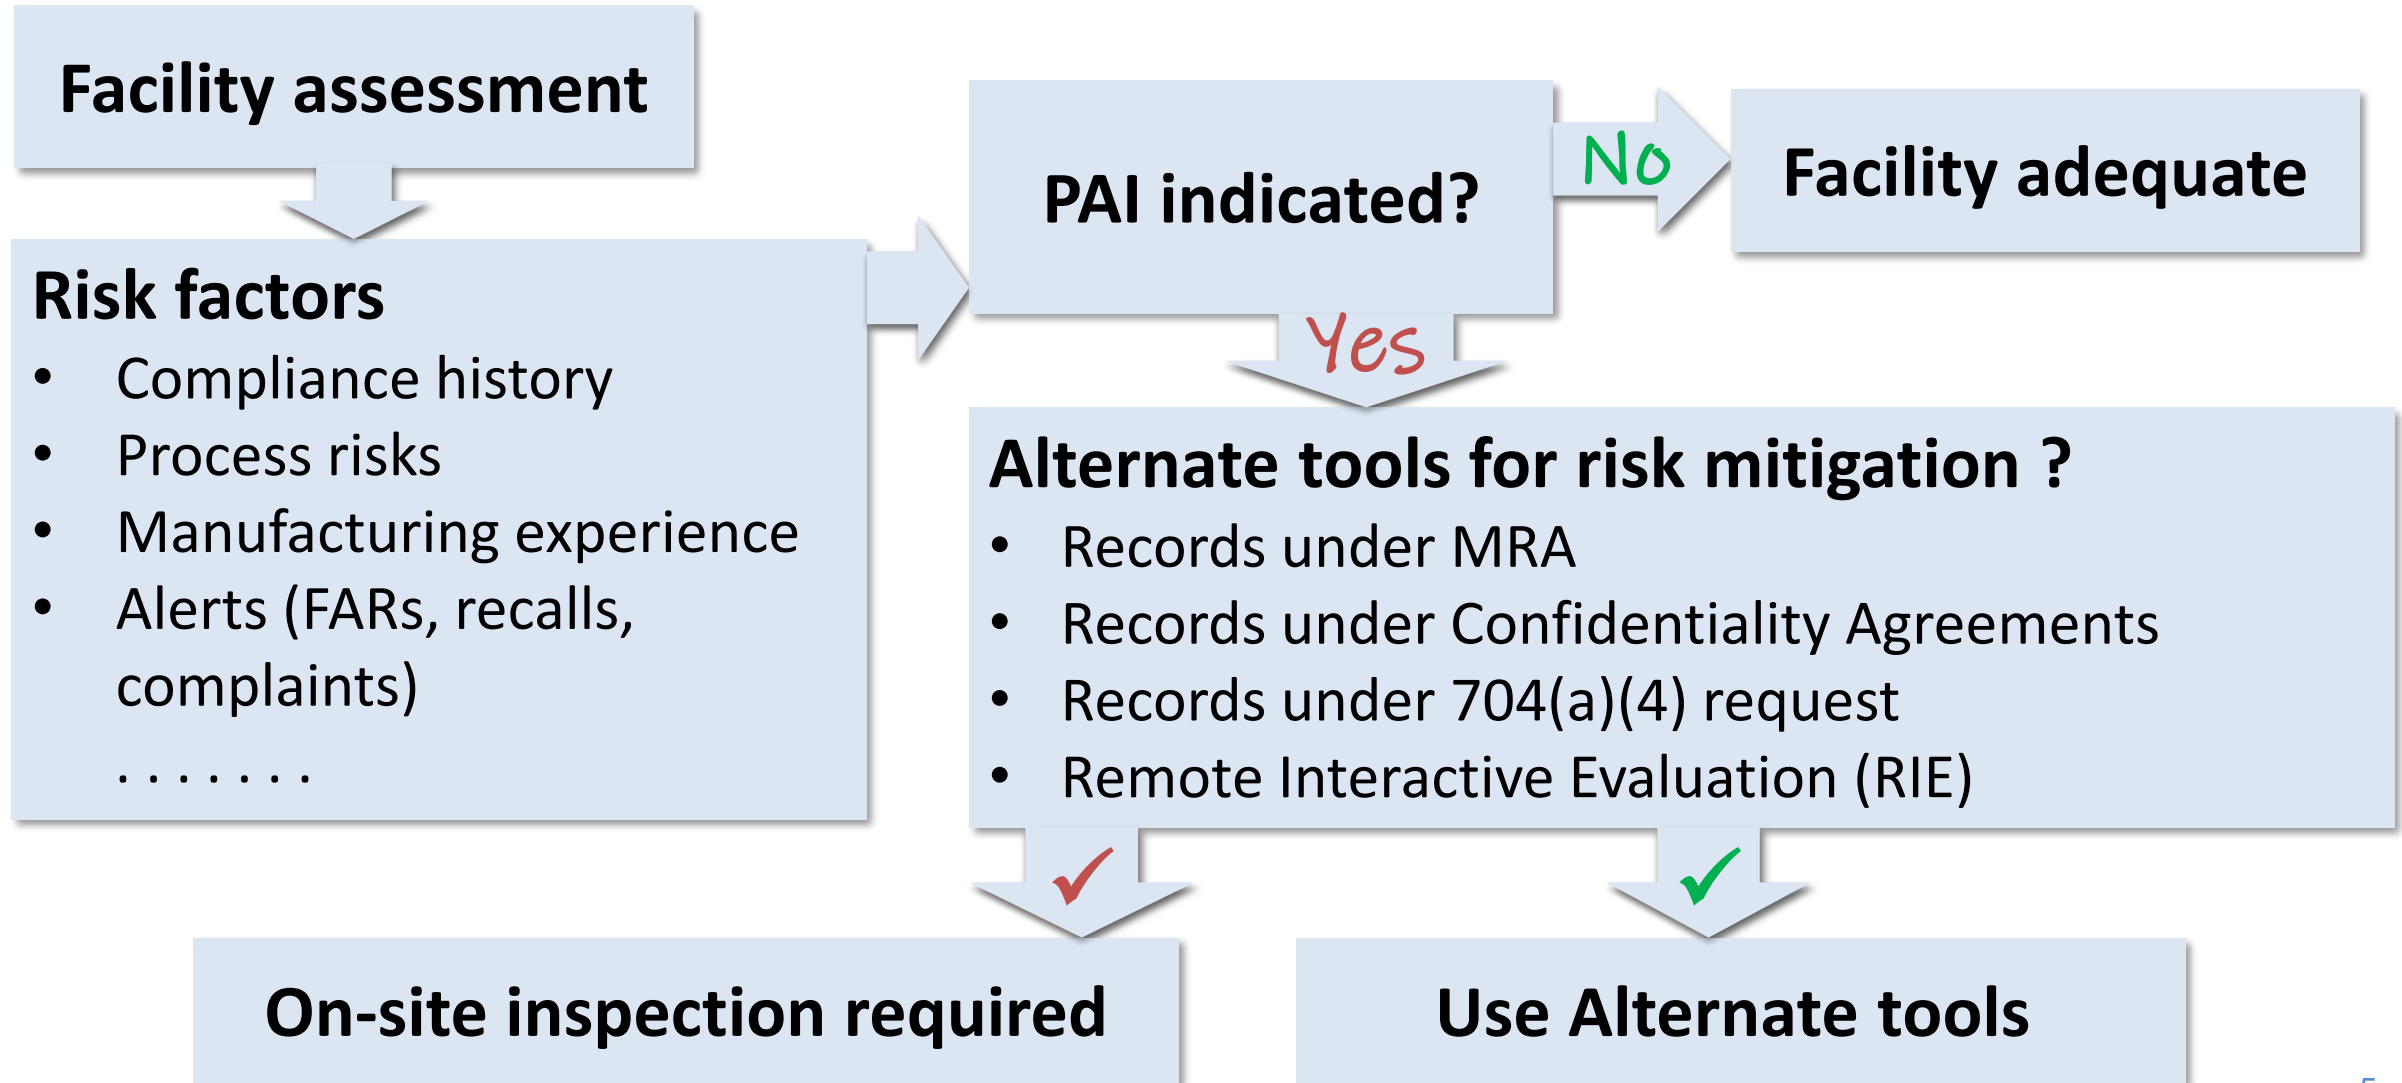 Facility assessment
Risk factors
• Compliance history
• Process risks
• Manufacturing experience
• Alerts (FARs, recalls,
complaints)
. . . . . . .
PAI indicated?
No
Facility adequate
Yes
Alternate tools for risk mitigation ?
• Records under MRA
• Records under Confidentiality Agreements
• Records under 704(a)(4) request
• Remote Interactive Evaluation (RIE)
✓
✓
On-site inspection required
Use Alternate tools